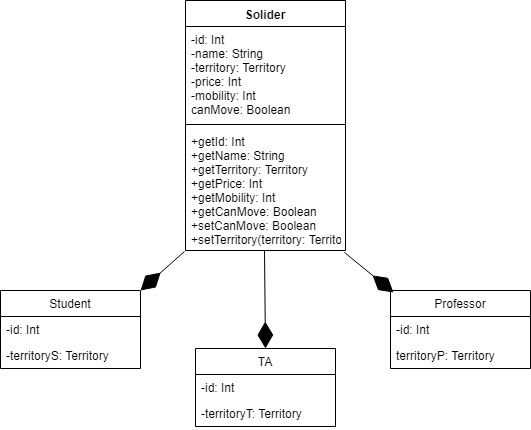 Solider
-id: Int
-name: String
-territory: Territory
-price: Int
-mobility: Int
canMove: Boolean
+getId: Int
+getName: String
+getTerritory: Territory
+getPrice: Int
+getMobility: Int
+getCanMove: Boolean
+setCanMove: Boolean
+setTerritory(territory: Territo
Student
-id: Int
-territoryS: Territory
TA
-id: Int
-territoryT: Territory
Professor
-id: Int
territoryP: Territory